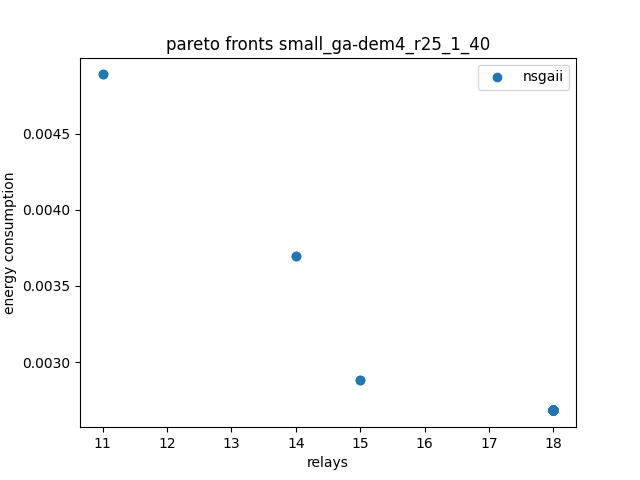 pareto fronts small_ga-dem4_r25_1_40
nsgaii
energy consumption
0.0045
0.0040
0.0035
0.0030
11 12 13 14 15 16 17 18
relays